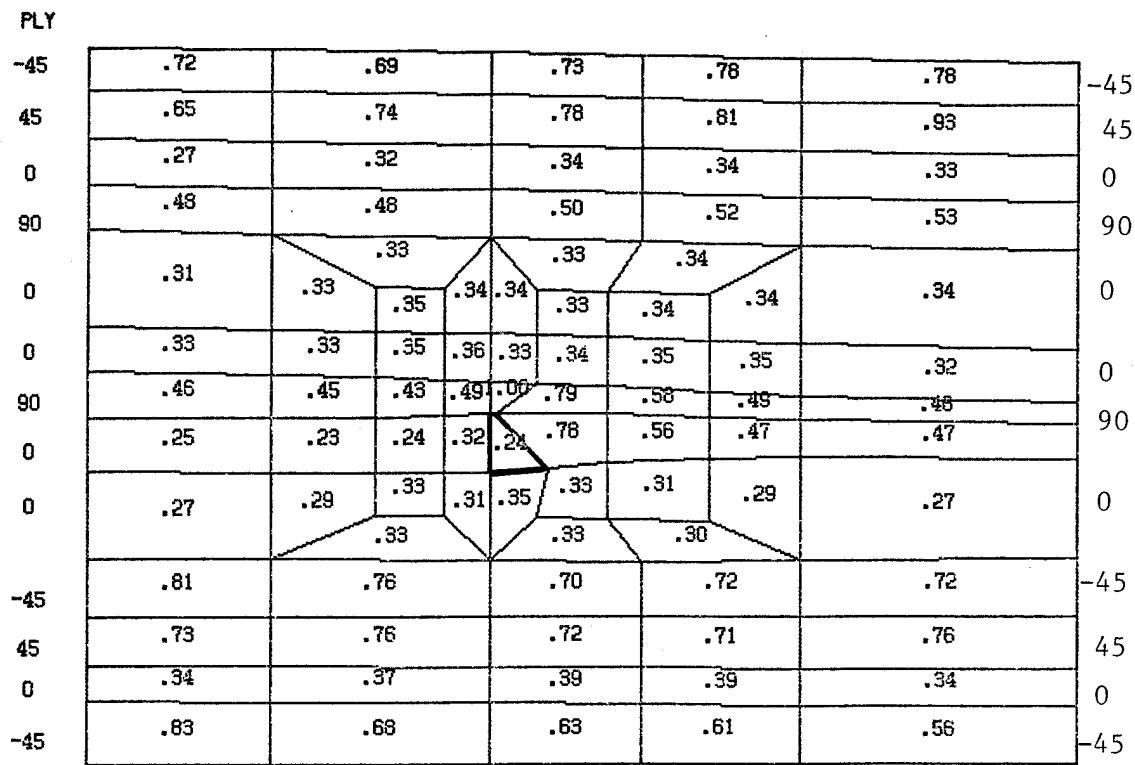 PLY
-45 .72 .69 .73 .78 .78 -45
45 .65 .74 .78 .81 .93 45
0 .27 .32 .34 .34 .33 0
90 .48 .48 .50 .52 .53 90
.33 .33 .34
0 .31 .33 .35 .34 .34 .33 .34 .34 .34 0
0 .33 .33 .35 .36 .33 .34 .35 .35 .32 0
90 .46 .45 .43 .49 .00 .79 .58 .49 .48 90
0 .25 .23 .24 .32 .24 .78 .56 .47 .47
0 .27 .29 .33 .31 .35 .33 .31 .29 .27 0
.33 .33 .30
-45 .81 .76 .70 .72 .72 -45
45 .73 .76 .72 .71 .76 45
0 .34 .37 .39 .39 .34 0
-45 .83 .68 .63 .61 .56 -45